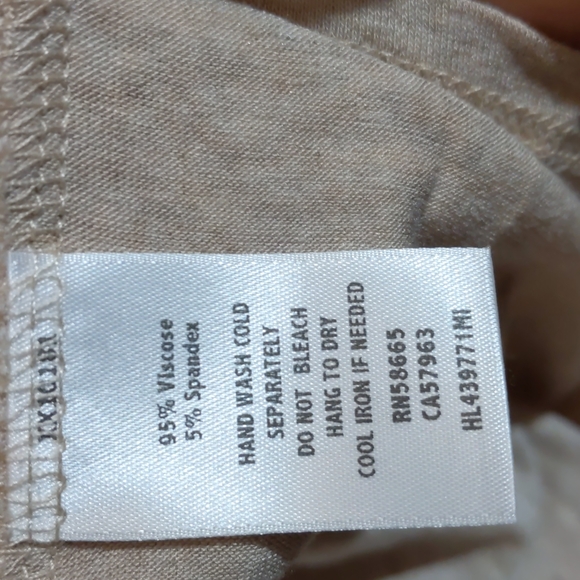 95% Viscose
5% Spandex
HAND WASH COLD
SEPARATELY
DO NOT BLEACH
HANG TO DRY
COOL IRON IF NEEDED
RN58665
CA57963
HL439771MI